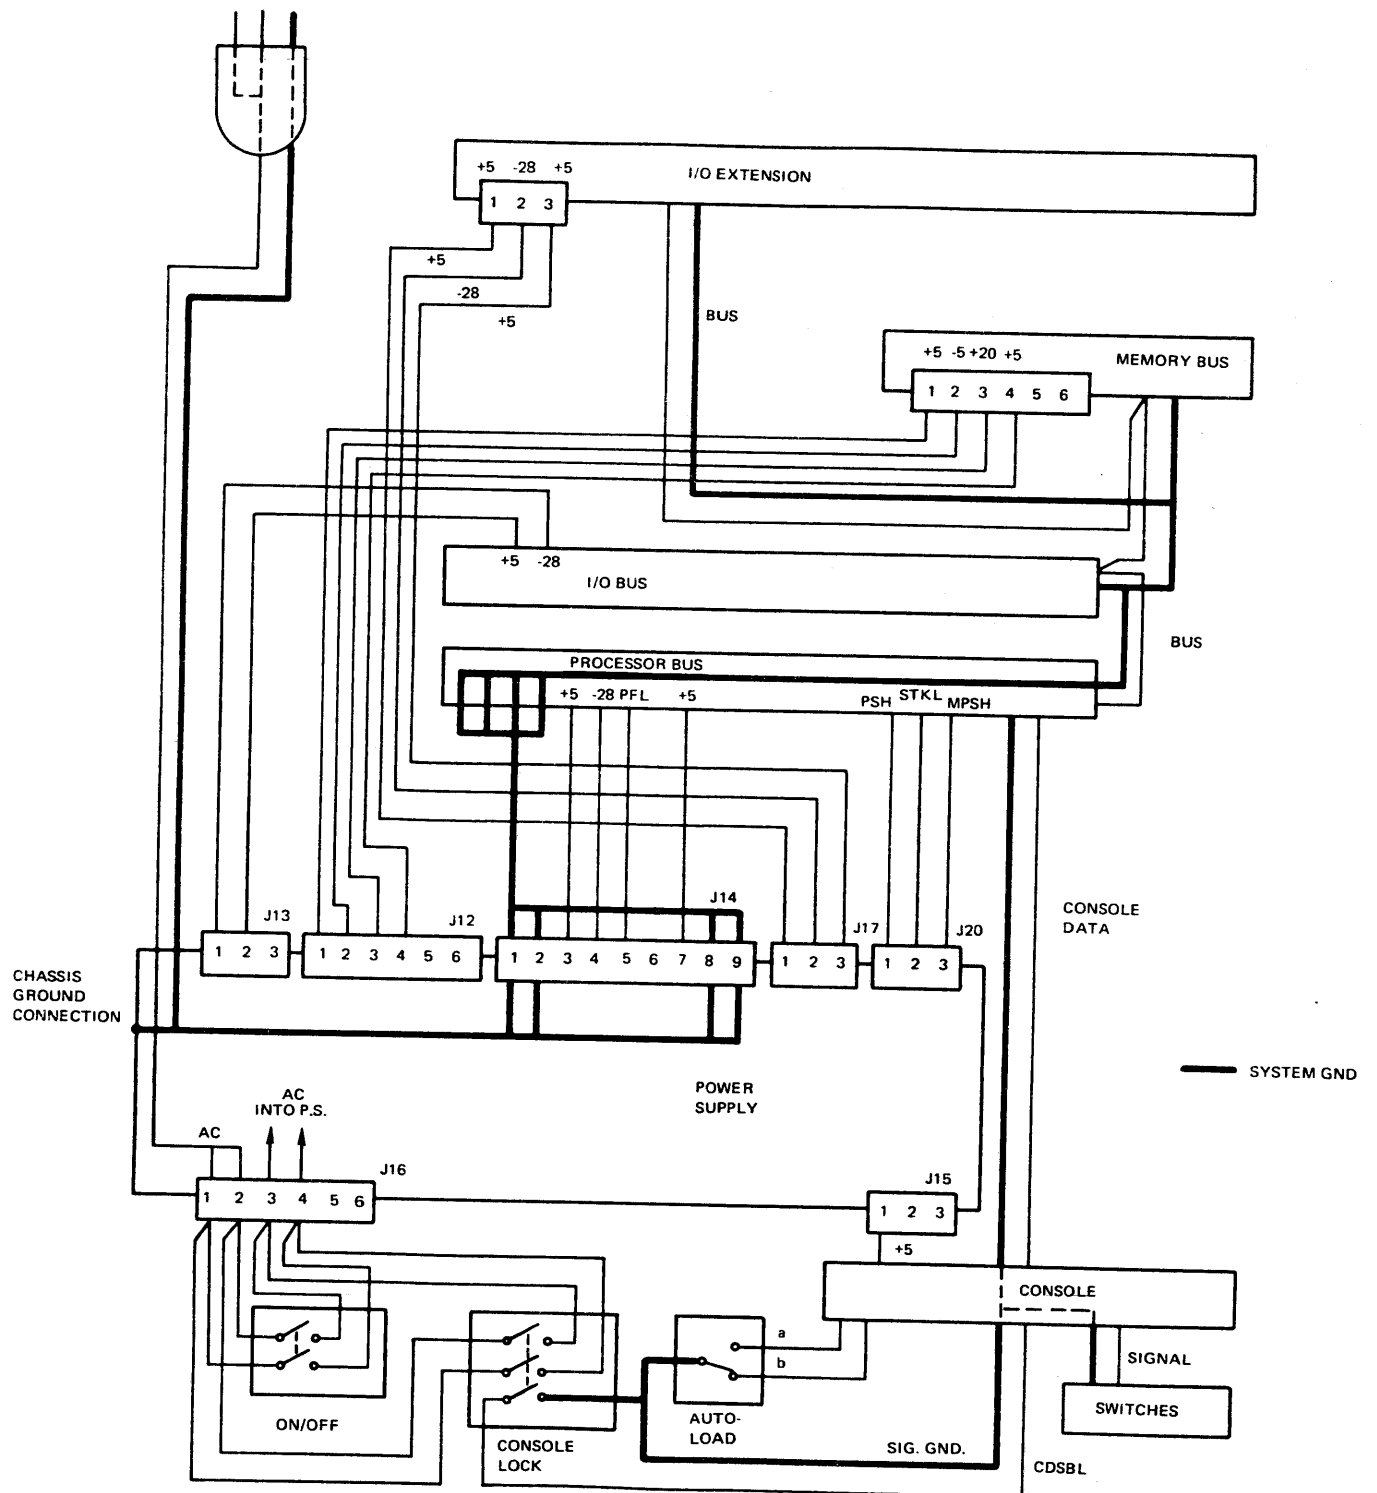 I/O EXTENSION
+5 -28 +5
1 2 3
+5
-28
+5
BUS
MEMORY BUS
+5 -5 +20 +5
1 2 3 4 5 6
+5 -28
I/O BUS
BUS
PROCESSOR BUS
+5 -28 PFL +5
PSH STKL MPSH
CONSOLE
DATA
J13
1 2 3
J12
1 2 3 4 5 6
J14
1 2 3 4 5 6 7 8 9
J17
1 2 3
J20
1 2 3
CHASSIS
GROUND
CONNECTION
SYSTEM GND
POWER
SUPPLY
AC
INTO P.S.
AC
J16
1 2 3 4 5 6
J15
1 2 3
+5
CONSOLE
a
b
SIGNAL
SWITCHES
ON/OFF
CONSOLE
LOCK
AUTO-
LOAD
SIG. GND.
CDSBL